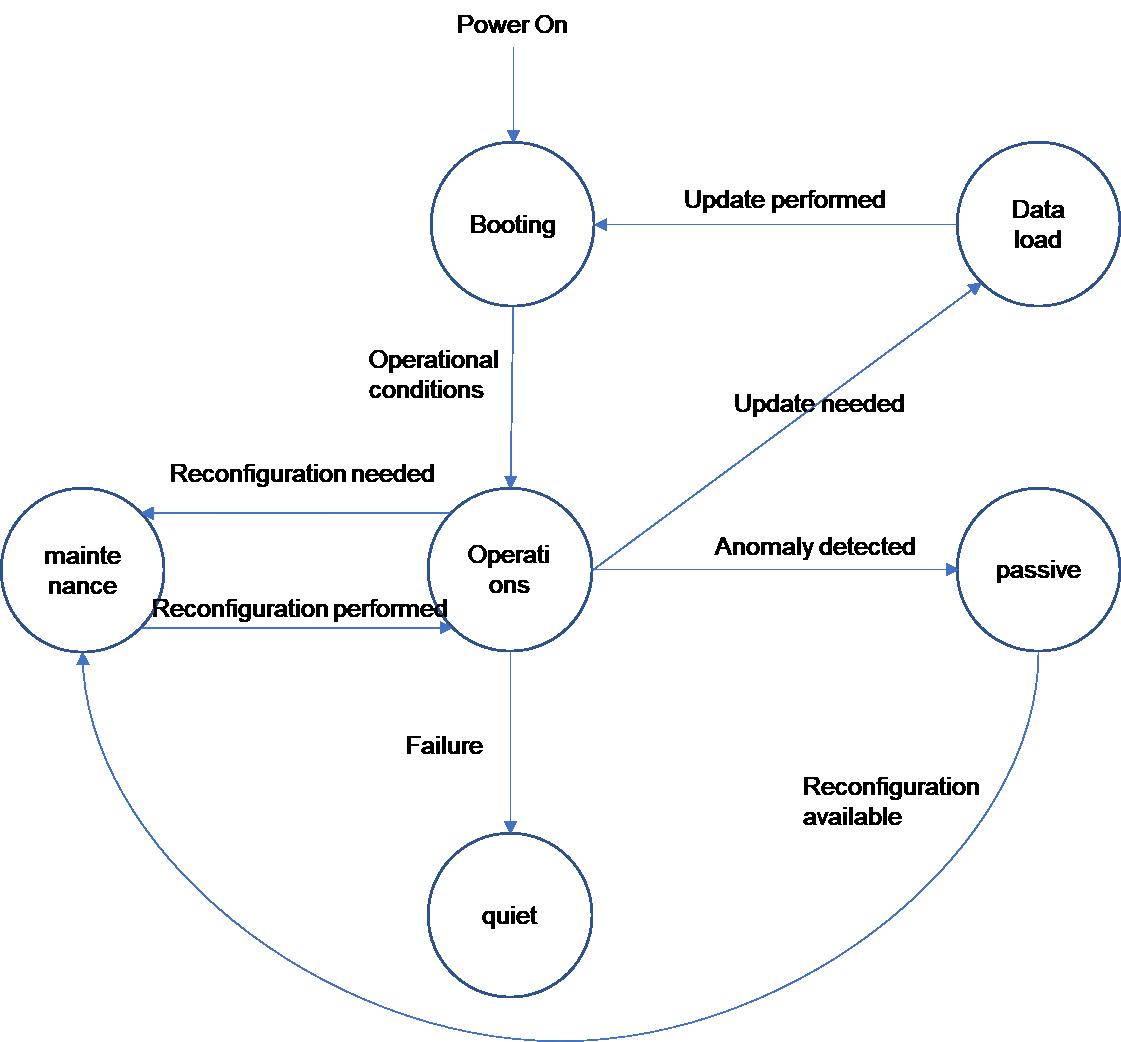 Power On
Booting
Update performed
Data
load
Operational
conditions
Update needed
Reconfiguration needed
mainte
nance
Operati
ons
Anomaly detected
passive
Reconfiguration performed
Failure
Reconfiguration
available
quiet